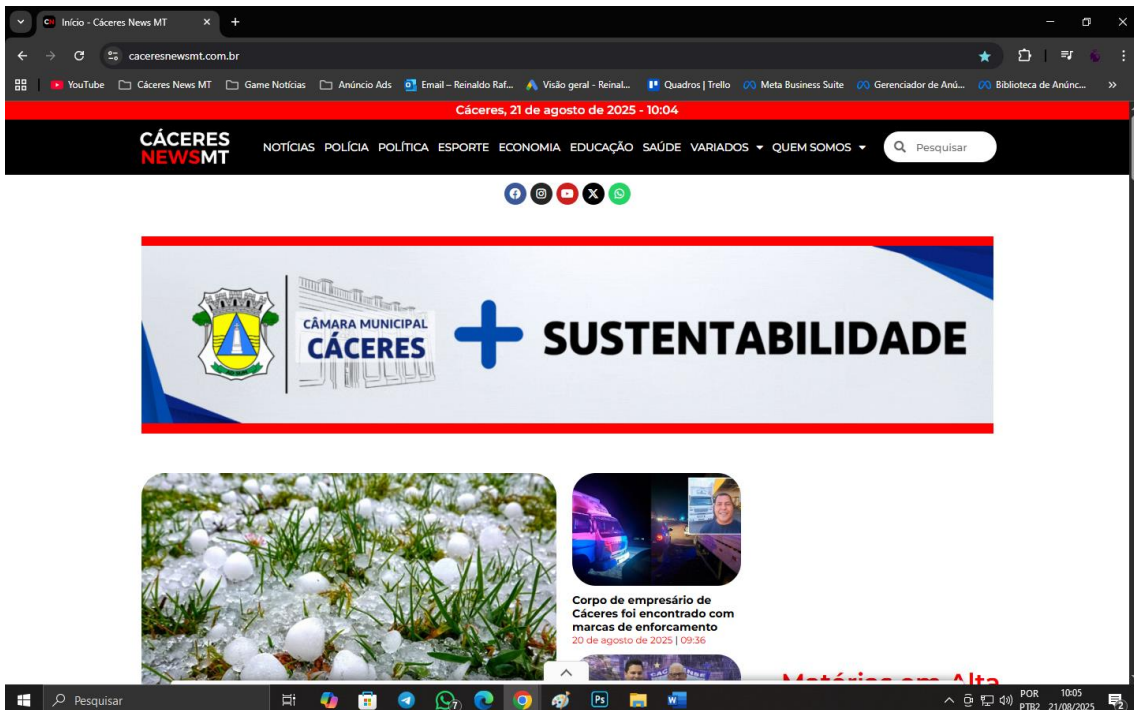 Início - Cáceres News MT
caceresnewsmt.com.br
YouTube Cáceres News MT Game Notícias Anúncio Ads Email – Reinaldo Raf... Visão geral - Reinal... Quadros | Trello Meta Business Suite Gerenciador de Anú... Biblioteca de Anúnc...
Cáceres, 21 de agosto de 2025 - 10:04
CÁCERES
NEWSMT
NOTÍCIAS POLÍCIA POLÍTICA ESPORTE ECONOMIA EDUCAÇÃO SAÚDE VARIADOS QUEM SOMOS
Pesquisar
CÂMARA MUNICIPAL
CÁCERES
+ SUSTENTABILIDADE
Corpo de empresário de
Cáceres foi encontrado com
marcas de enforcamento
20 de agosto de 2025 | 09:36
Matérias em Alta
Pesquisar
Ps
POR
PTB2
10:05
21/08/2025